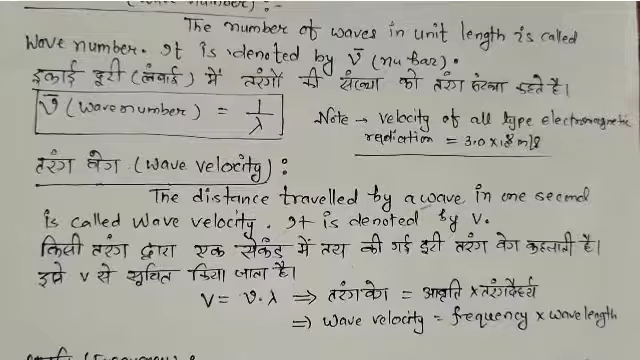 (Wave number) :-
The number of waves in unit length is called
Wave number. It is denoted by ν̅ (nu bar).
इकाई दूरी (लंबाई) में तरंगों की संख्या को तरंग संख्या कहते है।
ν̅ (Wavenumber) = 1/λ
Note → velocity of all type electromagnetic
radiation = 3.0 × 10⁸ m/s
तरंग वेग (Wave velocity) :
The distance travelled by a wave in one second
is called Wave velocity. It is denoted by V.
किसी तरंग द्वारा एक सेकंड में तय की गई दूरी तरंग वेग कहलाती है।
इसे V से सूचित किया जाता है।
V = ν.λ ⇒ तरंग वेग = आवृति × तरंगदैर्ध्य
⇒ Wave velocity = frequency × wave length